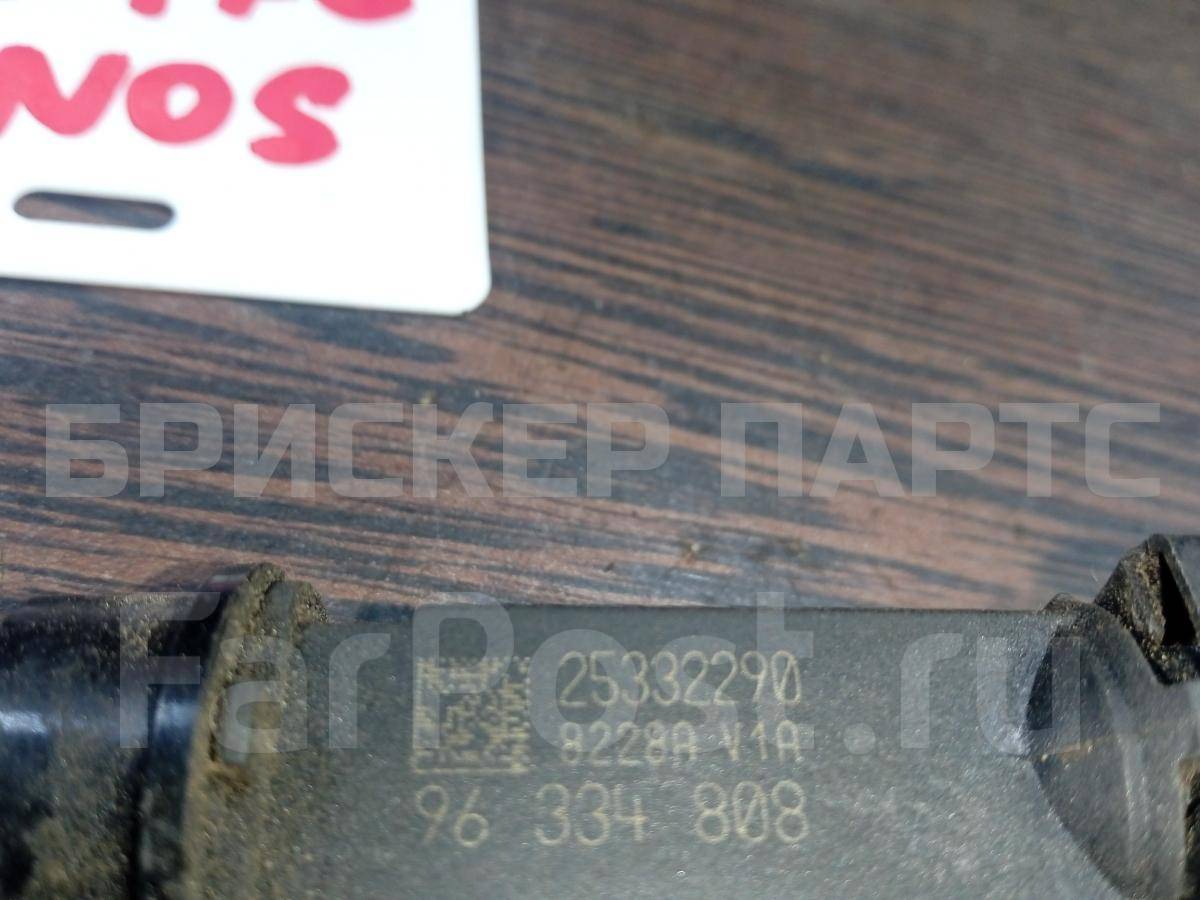 NOS
БРИСКЕР ПАРТС
FarPost.ru
25332290
8228A V1A
96 334 808